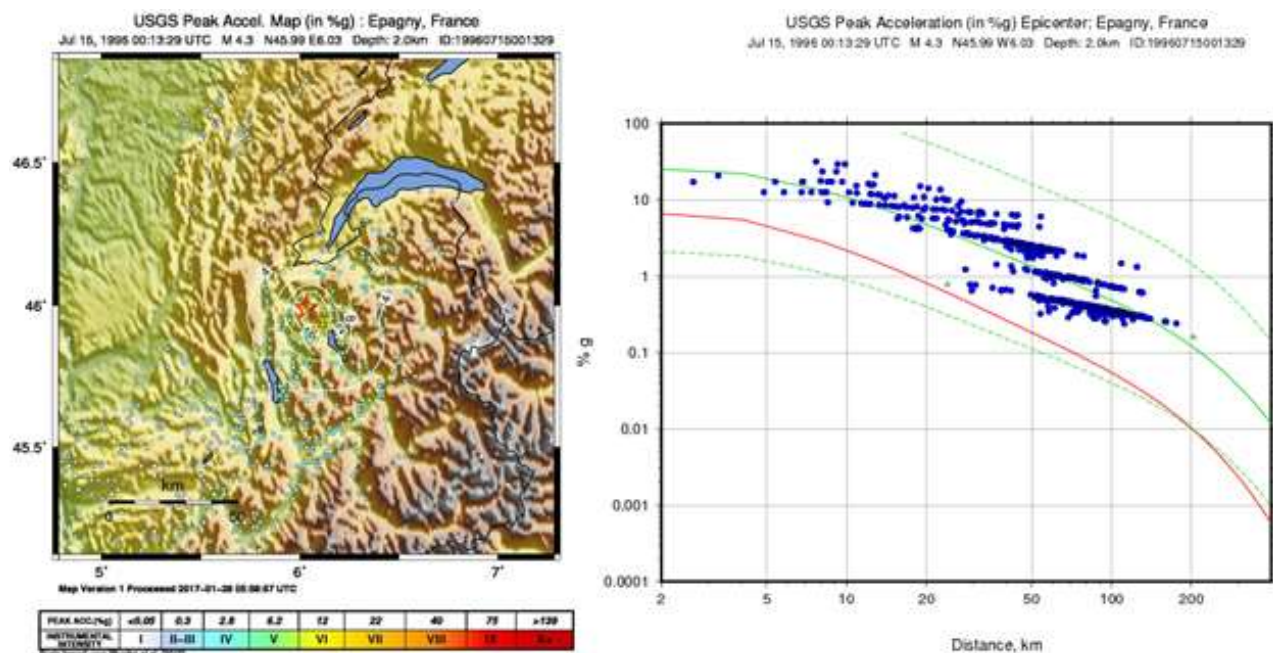 USGS Peak Accel. Map (in %g) : Epagny, France
Jul 15, 1996 00:13:29 UTC M 4.3 N45.99 E6.03 Depth: 2.0km ID:19960715001329
46.5˚
46˚
45.5˚
km
0
5˚
6˚
7˚
Map Version 1 Processed 2017-01-28 05:58:57 UTC
PEAK ACC.(%g) <0.05 0.3 2.8 6.2 12 22 40 75 >139
INSTRUMENTAL INTENSITY I II-III IV V VI VII VIII IX X+
USGS Peak Acceleration (in %g) Epicenter: Epagny, France
Jul 15, 1996 00:13:29 UTC M 4.3 N45.99 W6.03 Depth: 2.0km ID:19960715001329
% g
100
10
1
0.1
0.01
0.001
0.0001
2 5 10 20 50 100 200
Distance, km